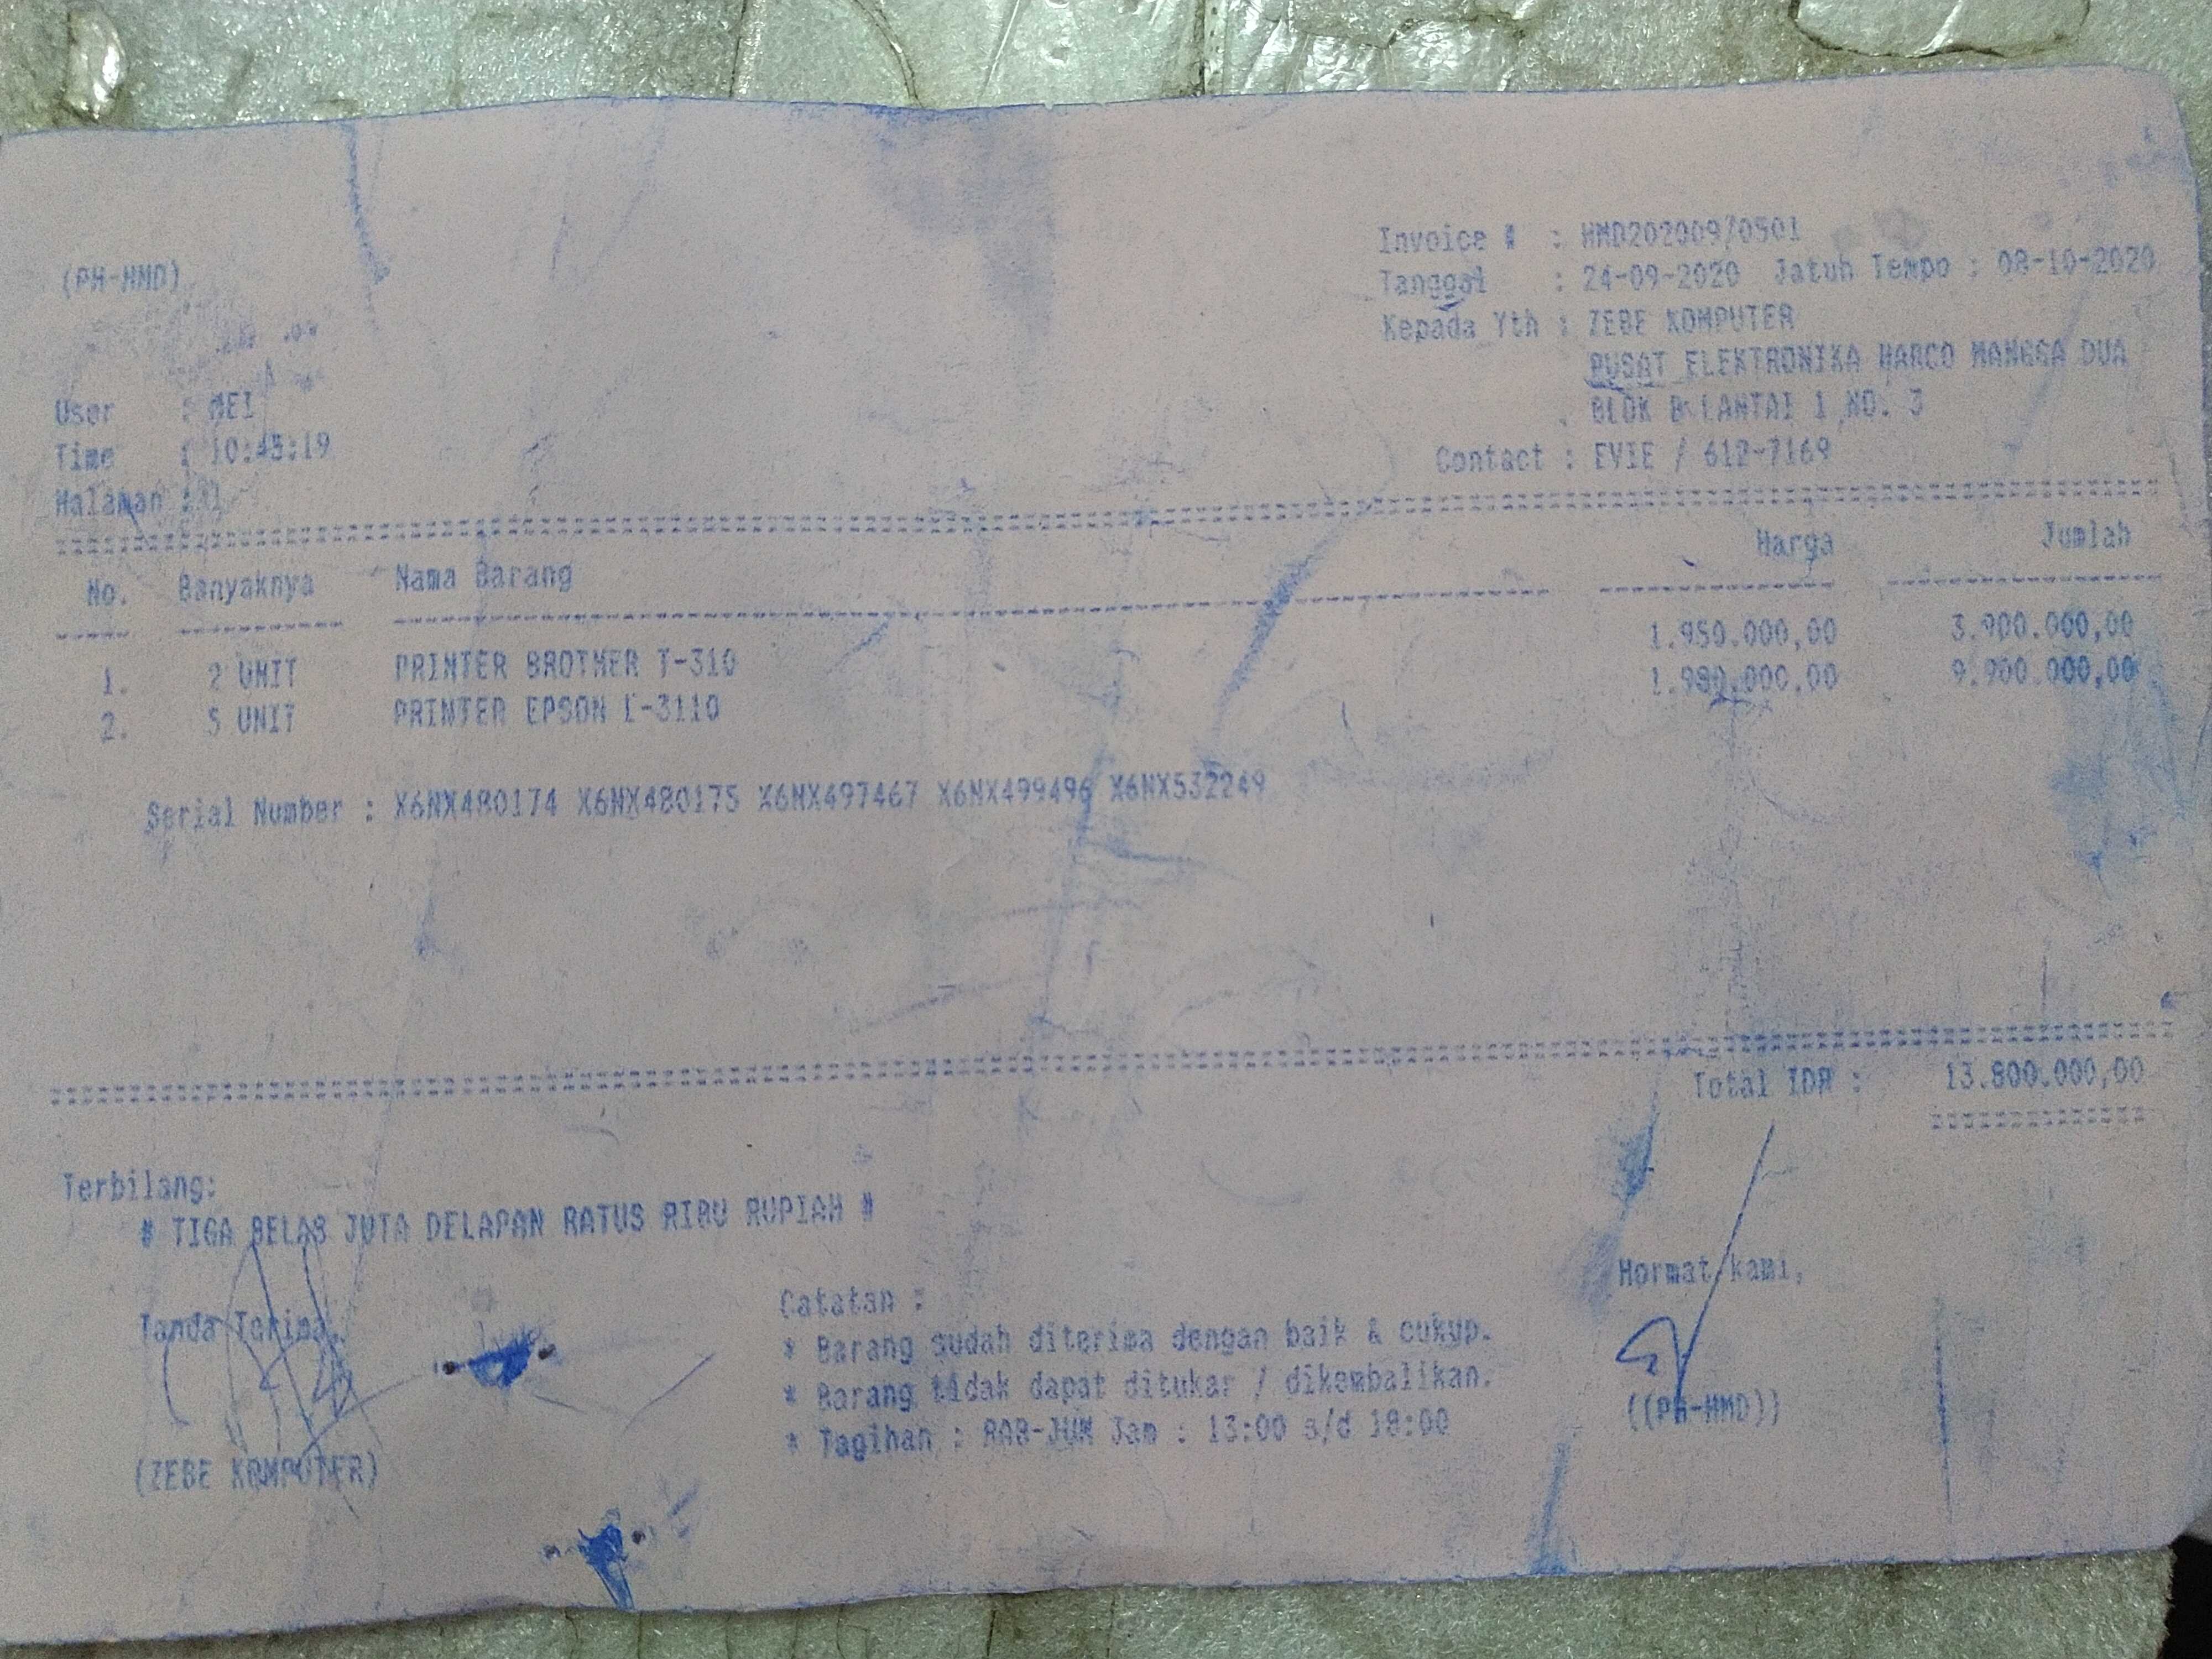 (PH-HMD)
Invoice # : HMD202009/0501
Tanggal : 24-09-2020 Jatuh Tempo : 08-10-2020
Kepada Yth : ZEBE KOMPUTER
PUSAT ELEKTRONIKA HARCO MANGGA DUA
User : MEI
BLOK B LANTAI 1 NO. 3
Time : 10:45:19
Contact : EVIE / 612-7169
Halaman : 1
No. Banyaknya Nama Barang Harga Jumlah
1. 2 UNIT PRINTER BROTHER T-310 1.950.000,00 3.900.000,00
2. 5 UNIT PRINTER EPSON L-3110 1.980.000,00 9.900.000,00
Serial Number : X6NX480174 X6NX480175 X6NX497467 X6NX499496 X6NX532249
Total IDR : 13.800.000,00
Terbilang:
# TIGA BELAS JUTA DELAPAN RATUS RIBU RUPIAH #
Tanda Terima,
Catatan :
Hormat kami,
* Barang sudah diterima dengan baik & cukup.
* Barang tidak dapat ditukar / dikembalikan.
* Tagihan : RAB-JUM Jam : 13:00 s/d 18:00
((PH-HMD))
(ZEBE KOMPUTER)